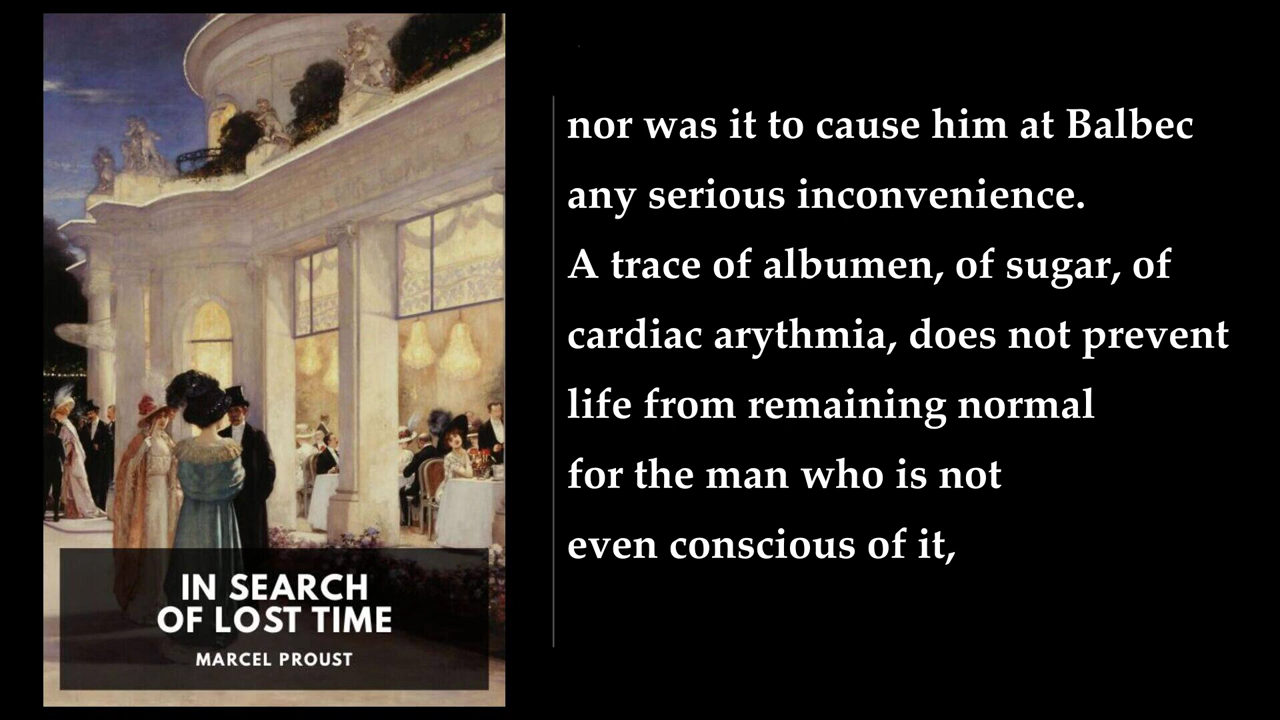 IN SEARCH
OF LOST TIME
MARCEL PROUST
nor was it to cause him at Balbec
any serious inconvenience.
A trace of albumen, of sugar, of
cardiac arythmia, does not prevent
life from remaining normal
for the man who is not
even conscious of it,